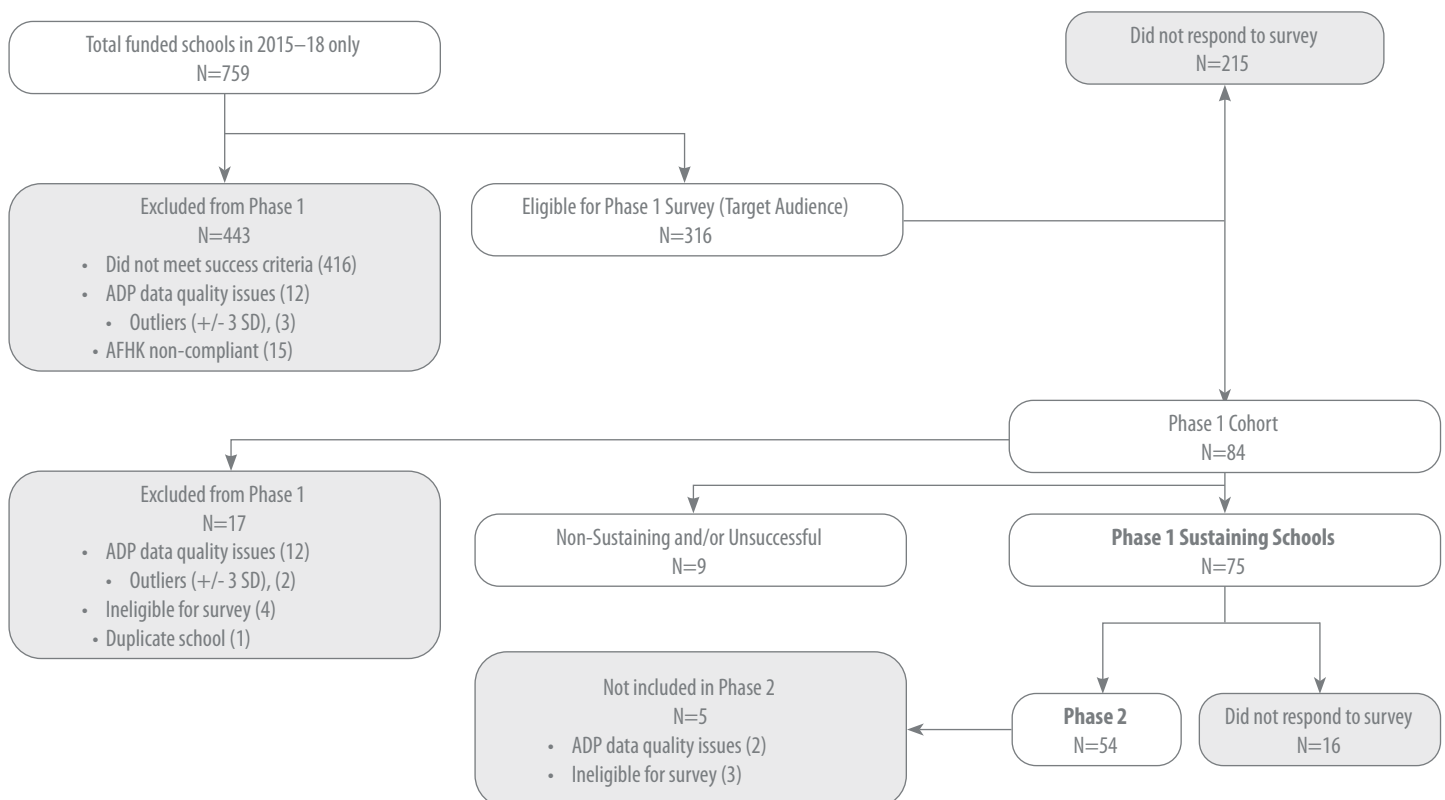 Total funded schools in 2015–18 only
N=759
Did not respond to survey
N=215
Excluded from Phase 1
N=443
• Did not meet success criteria (416)
• ADP data quality issues (12)
• Outliers (+/- 3 SD), (3)
• AFHK non-compliant (15)
Eligible for Phase 1 Survey (Target Audience)
N=316
Phase 1 Cohort
N=84
Excluded from Phase 1
N=17
• ADP data quality issues (12)
• Outliers (+/- 3 SD), (2)
• Ineligible for survey (4)
• Duplicate school (1)
Non-Sustaining and/or Unsuccessful
N=9
Phase 1 Sustaining Schools
N=75
Not included in Phase 2
N=5
• ADP data quality issues (2)
• Ineligible for survey (3)
Phase 2
N=54
Did not respond to survey
N=16